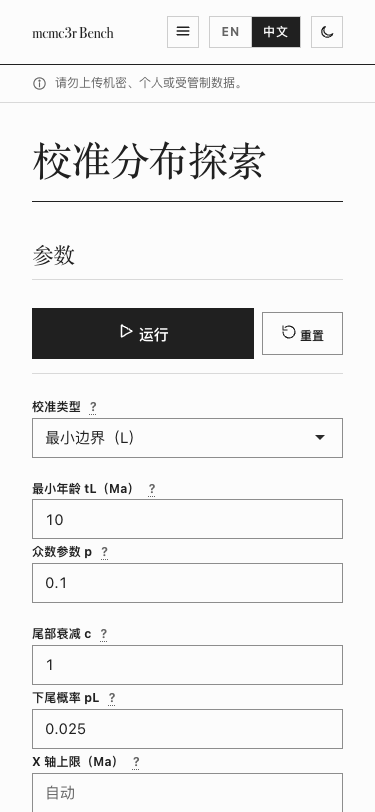 mcmc3r Bench
EN
中文
请勿上传机密、个人或受管制数据。
校准分布探索
参数
运行
重置
校准类型 ?
最小边界（L）
最小年龄 tL（Ma） ?
10
众数参数 p ?
0.1
尾部衰减 c ?
1
下尾概率 pL ?
0.025
X 轴上限（Ma） ?
自动